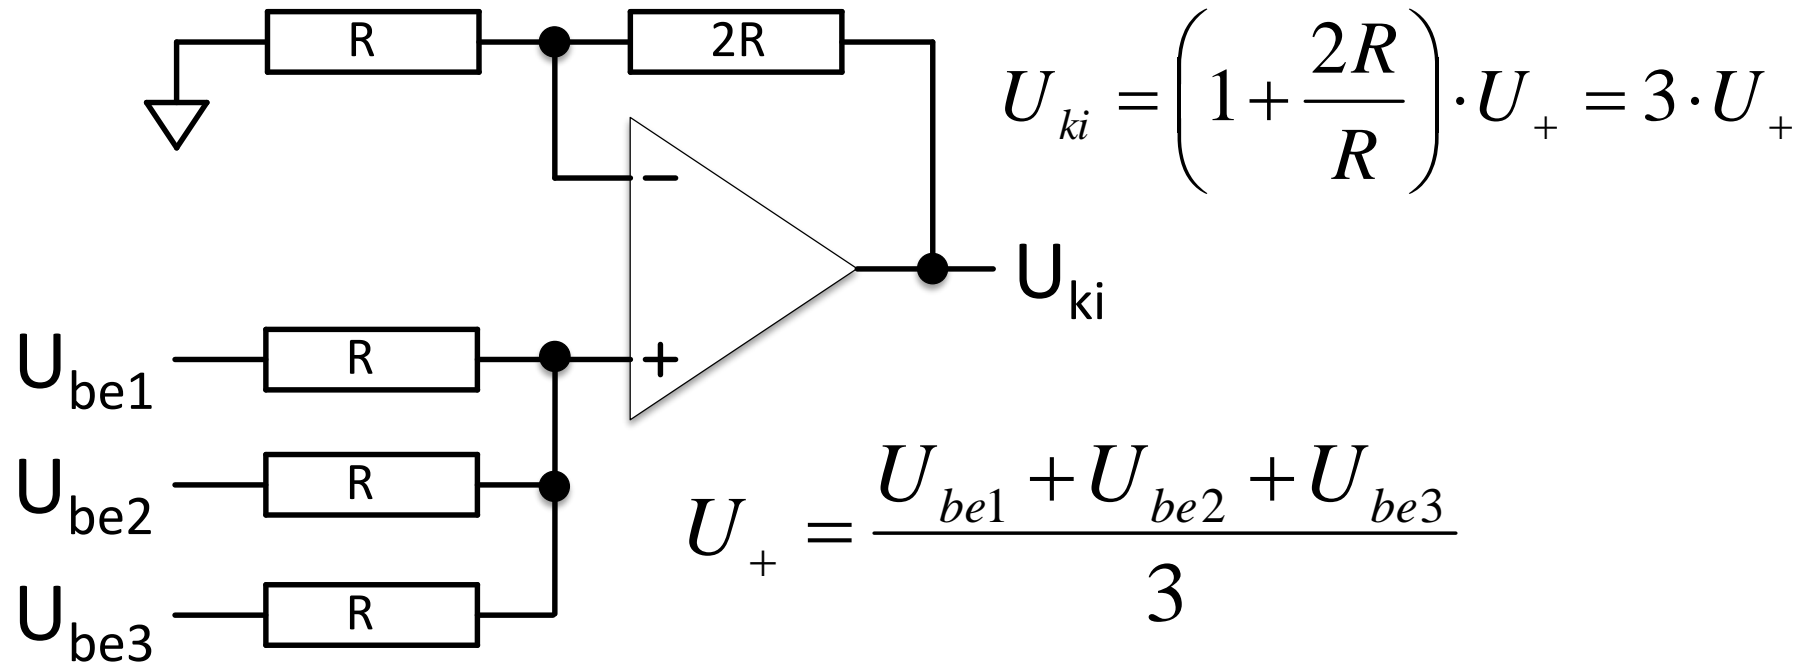 R
2R
U_ki = (1 + 2R/R) · U_+ = 3 · U_+
−
U_ki
U_be1
R
+
U_be2
R
U_+ = (U_be1 + U_be2 + U_be3)/3
U_be3
R